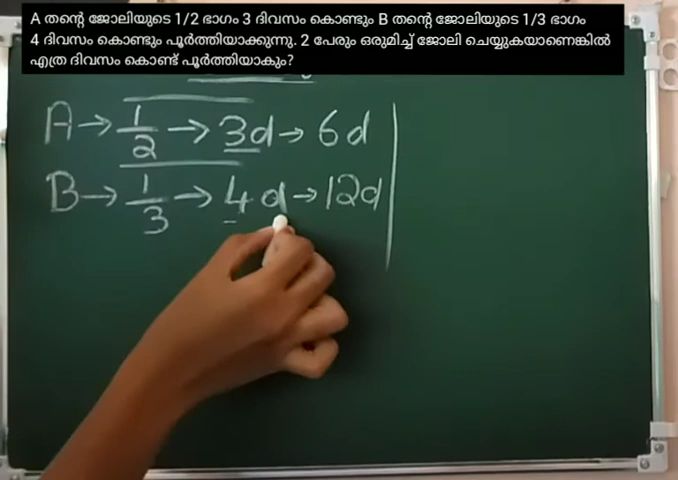 A തന്റെ ജോലിയുടെ 1/2 ഭാഗം 3 ദിവസം കൊണ്ടും B തന്റെ ജോലിയുടെ 1/3 ഭാഗം
4 ദിവസം കൊണ്ടും പൂർത്തിയാക്കുന്നു. 2 പേരും ഒരുമിച്ച് ജോലി ചെയ്യുകയാണെങ്കിൽ
എത്ര ദിവസം കൊണ്ട് പൂർത്തിയാകും?
A → 1/2 → 3d → 6d
B → 1/3 → 4d → 12d